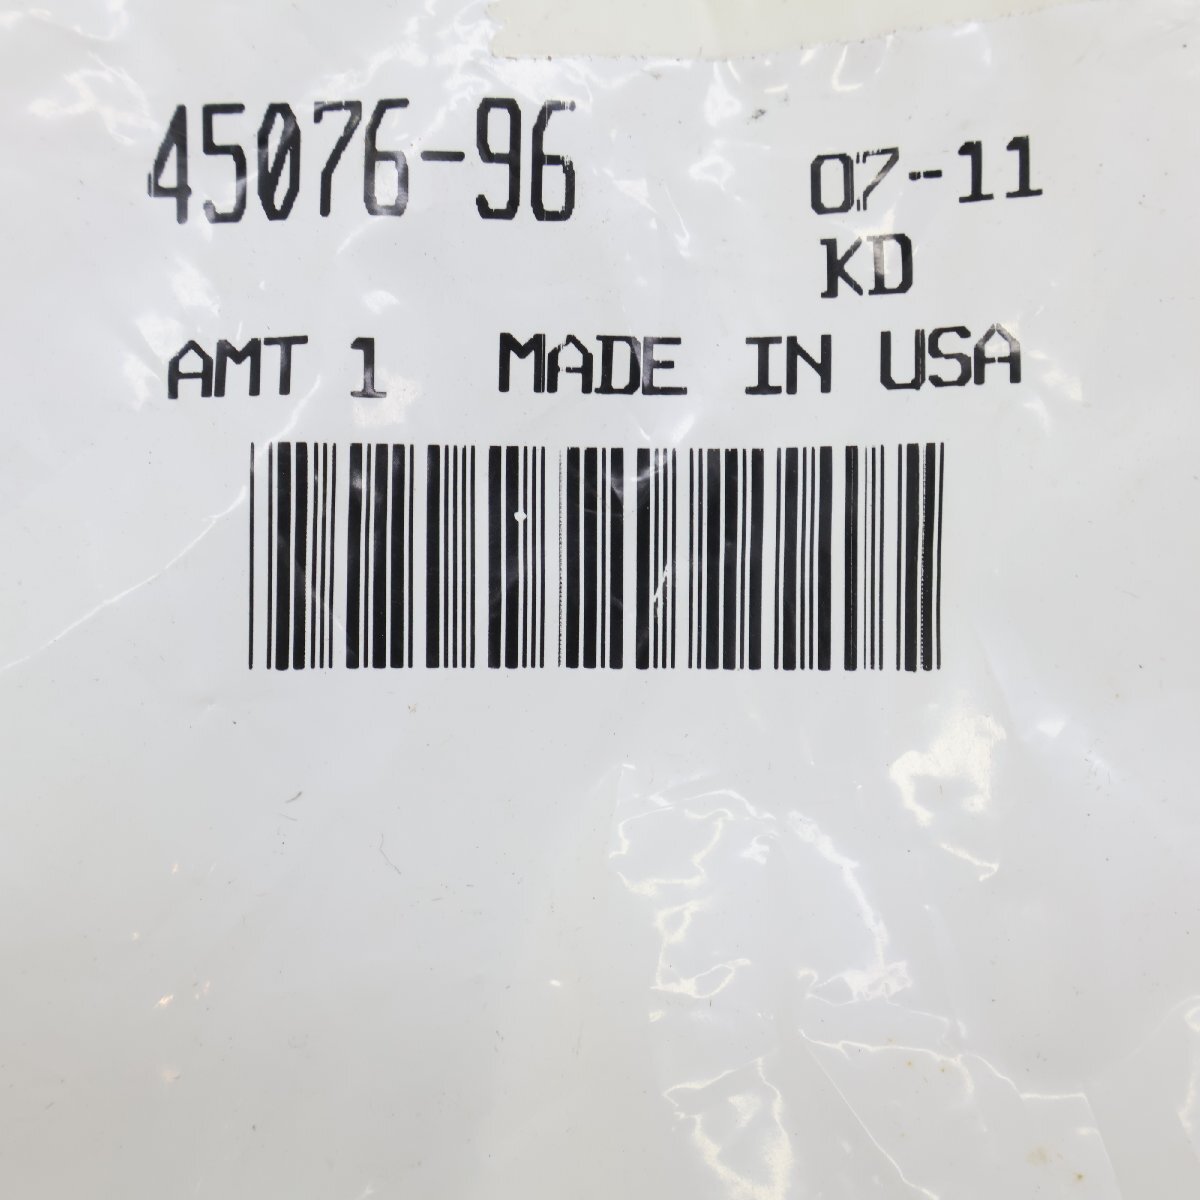 45076-96 07-11
KD
AMT 1 MADE IN USA